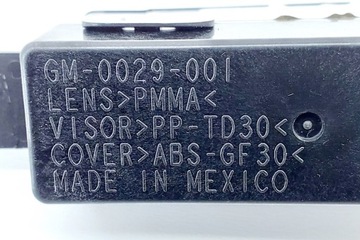 GM-0029-001
LENS>PMMA<
VISOR>PP-TD30<
COVER>ABS-GF30<
MADE IN MEXICO